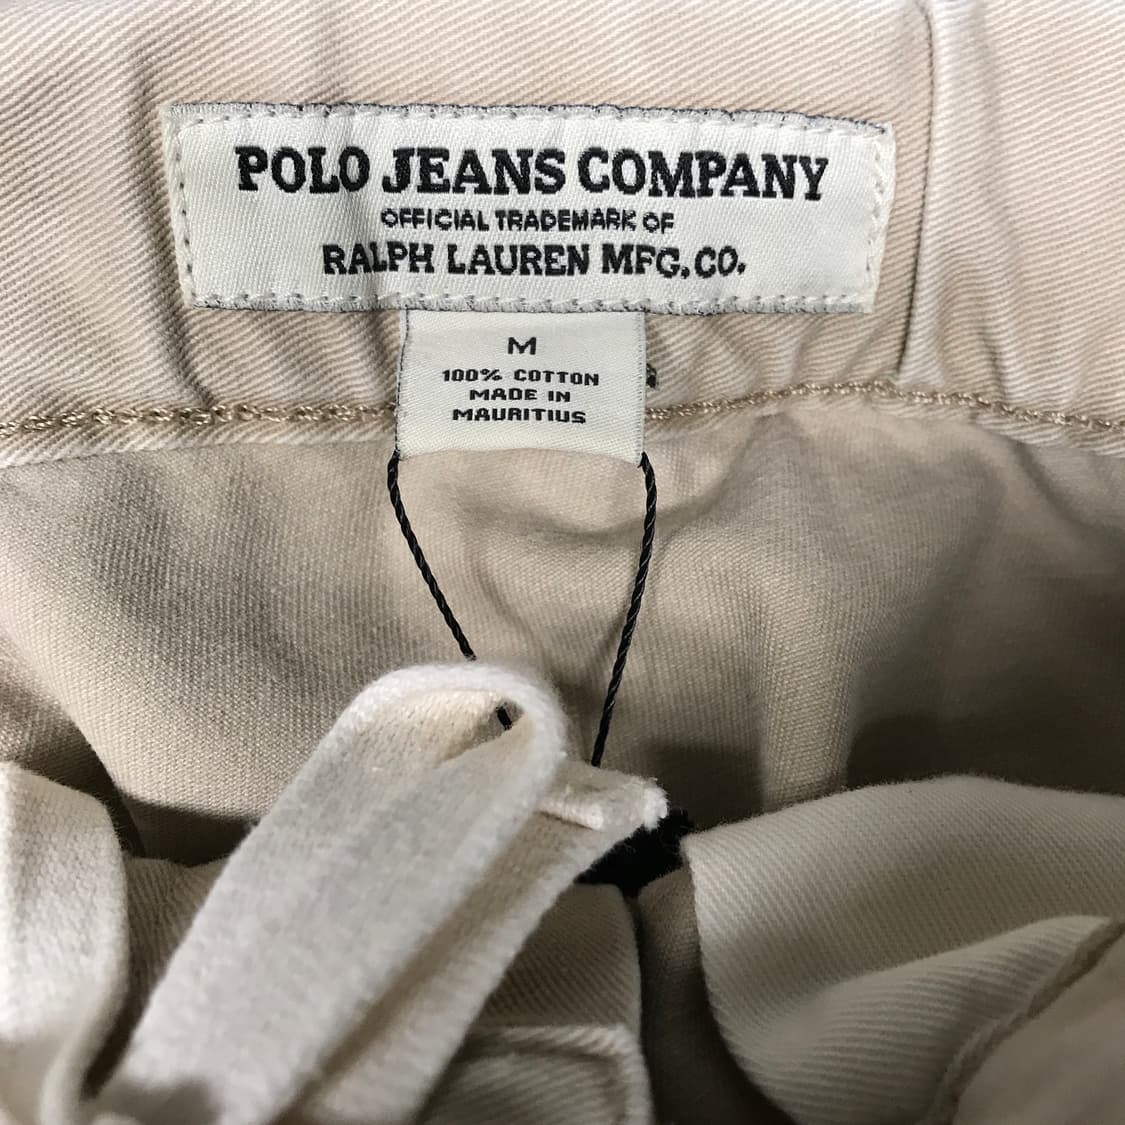 POLO JEANS COMPANY
OFFICIAL TRADEMARK OF
RALPH LAUREN MFG. CO.
M
100% COTTON
MADE IN
MAURITIUS